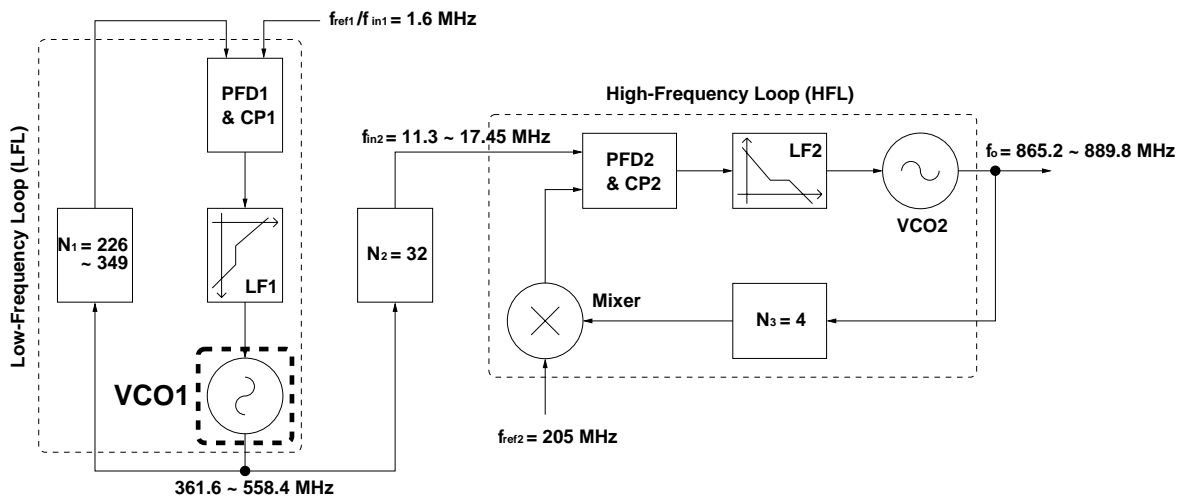 fref1/fin1 = 1.6 MHz
Low-Frequency Loop (LFL)
PFD1
& CP1
N1 = 226
~ 349
LF1
VCO1
361.6 ~ 558.4 MHz
N2 = 32
fin2 = 11.3 ~ 17.45 MHz
High-Frequency Loop (HFL)
PFD2
& CP2
LF2
VCO2
fo = 865.2 ~ 889.8 MHz
Mixer
N3 = 4
fref2 = 205 MHz